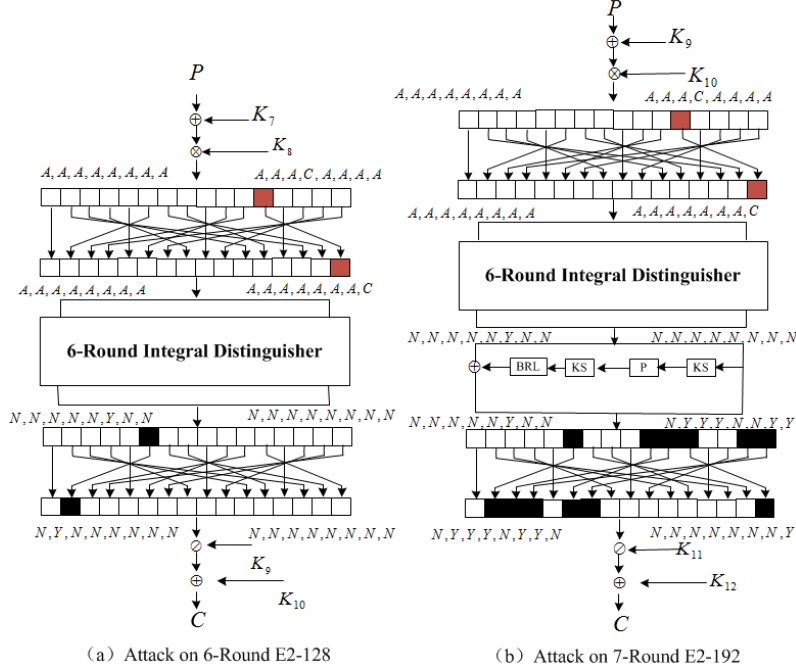 P
K7
K8
A, A, A, A, A, A, A, A
A, A, A, C, A, A, A, A
A, A, A, A, A, A, A, A
A, A, A, A, A, A, A, C
6-Round Integral Distinguisher
N, N, N, N, N, Y, N, N
N, N, N, N, N, N, N, N
N, Y, N, N, N, N, N, N
N, N, N, N, N, N, N, N
K9
K10
C
(a) Attack on 6-Round E2-128
P
K9
K10
A, A, A, A, A, A, A, A
A, A, A, C, A, A, A, A
A, A, A, A, A, A, A, A
A, A, A, A, A, A, A, C
6-Round Integral Distinguisher
N, N, N, N, N, Y, N, N
N, N, N, N, N, N, N, N
BRL KS P KS
N, N, N, N, N, Y, N, N
N, Y, Y, Y, N, N, Y, Y
N, Y, Y, Y, N, Y, Y, N
N, N, N, N, N, N, N, Y
K11
K12
C
(b) Attack on 7-Round E2-192